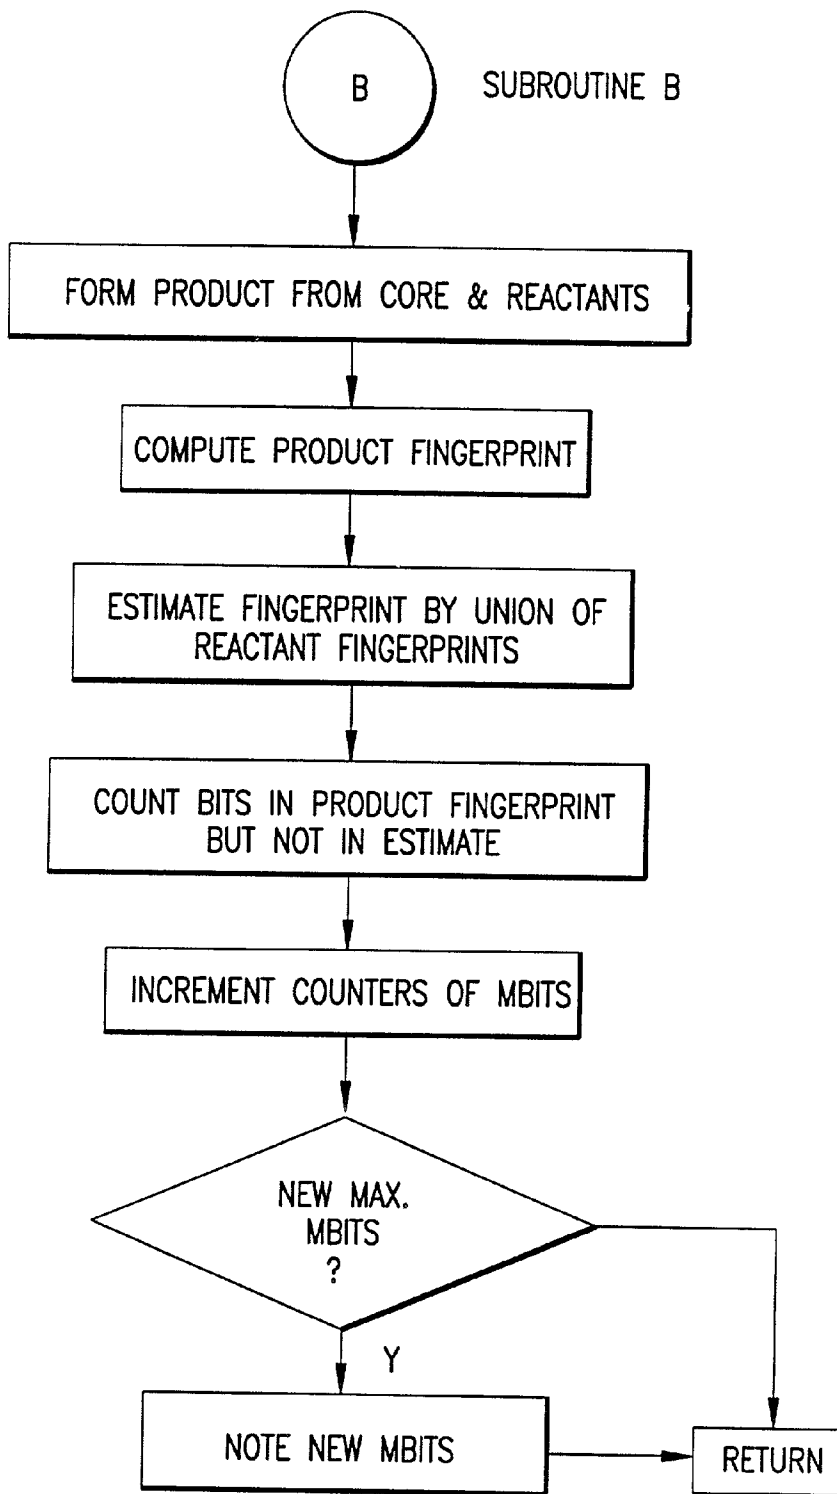 B
SUBROUTINE B
FORM PRODUCT FROM CORE & REACTANTS
COMPUTE PRODUCT FINGERPRINT
ESTIMATE FINGERPRINT BY UNION OF
REACTANT FINGERPRINTS
COUNT BITS IN PRODUCT FINGERPRINT
BUT NOT IN ESTIMATE
INCREMENT COUNTERS OF MBITS
NEW MAX.
MBITS
?
Y
NOTE NEW MBITS
RETURN